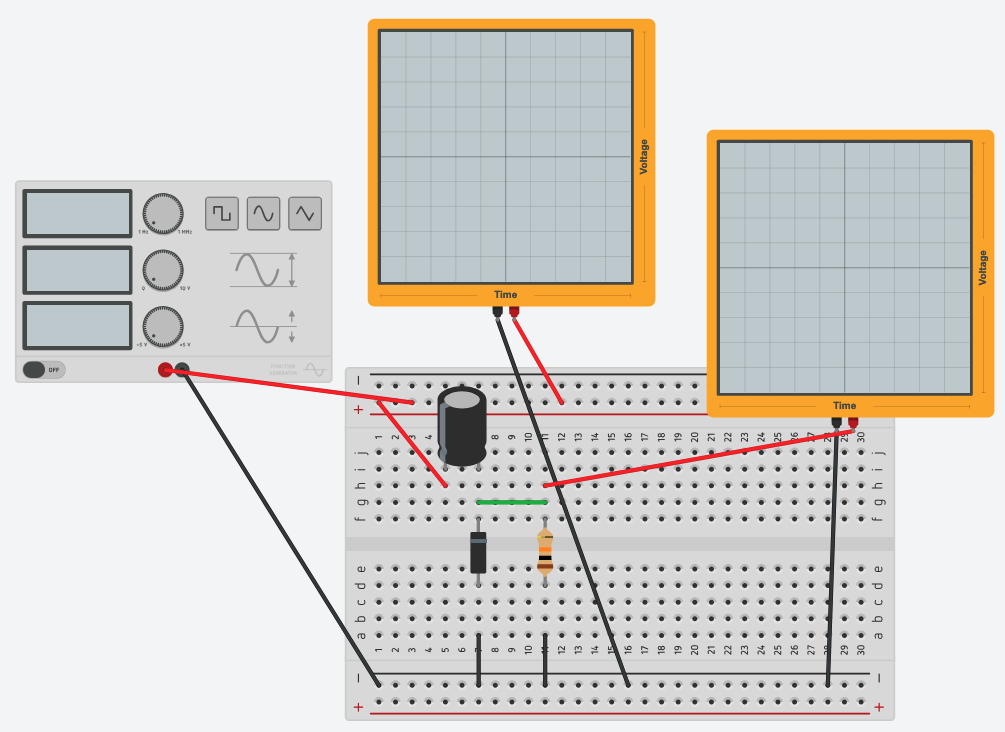 Voltage
Time
Voltage
Time
1 Hz 1 MHz
0 10 V
-5 V +5 V
OFF
FUNCTION
GENERATOR
−
+
1 2 3 4 7 8 9 10 11 12 13 14 15 16 17 18 19 20 21 22 23 24 25 26 27 28 29 30
j j
i i
h h
g g
f f
e e
d d
c c
b b
a a
1 2 3 4 5 6 7 8 9 10 11 12 13 14 15 16 17 18 19 20 21 22 23 24 25 26 27 28 29 30
− −
+ +